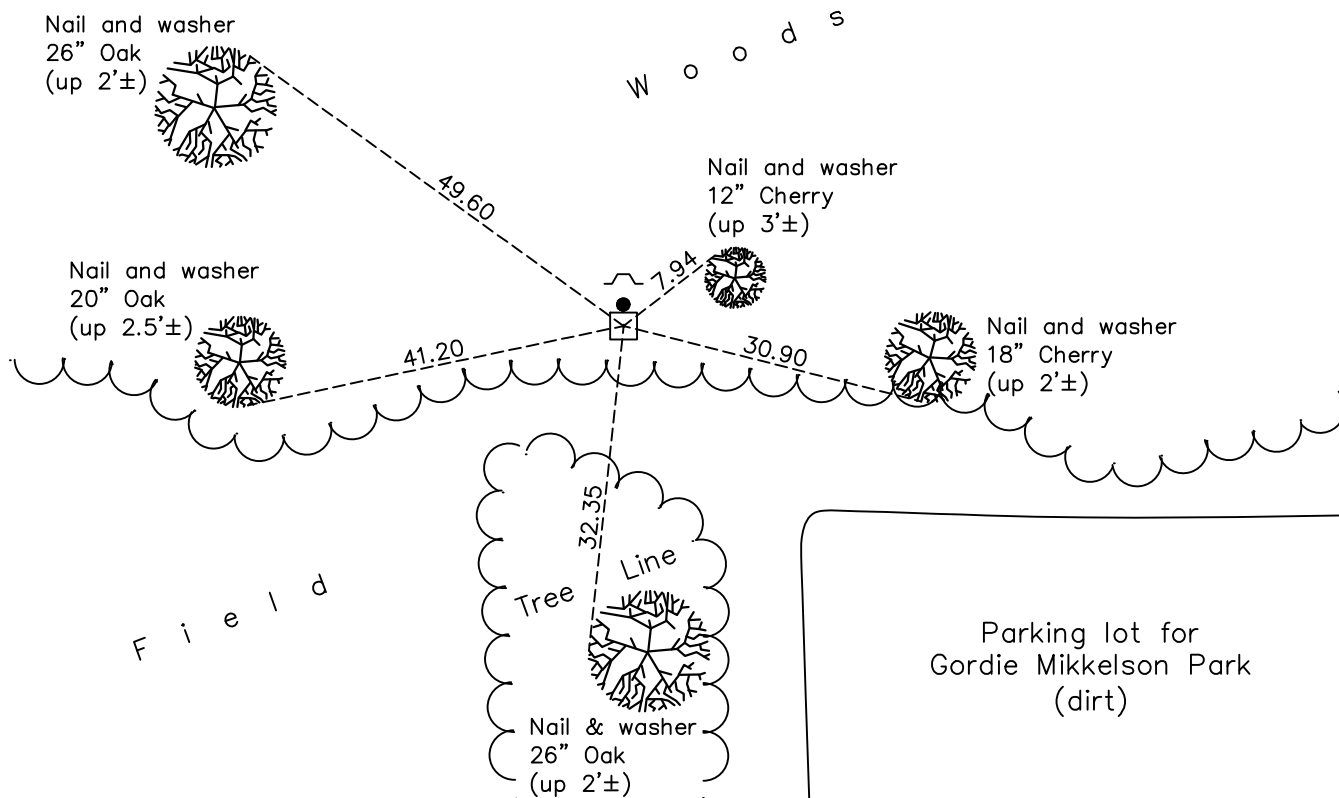 Nail and washer
26” Oak
(up 2'±)
Woods
49.60
Nail and washer
12” Cherry
(up 3'±)
7.94
Nail and washer
20” Oak
(up 2.5'±)
41.20
30.90
Nail and washer
18” Cherry
(up 2'±)
32.35
Tree Line
Field
Parking lot for
Gordie Mikkelson Park
(dirt)
Nail & washer
26” Oak
(up 2'±)